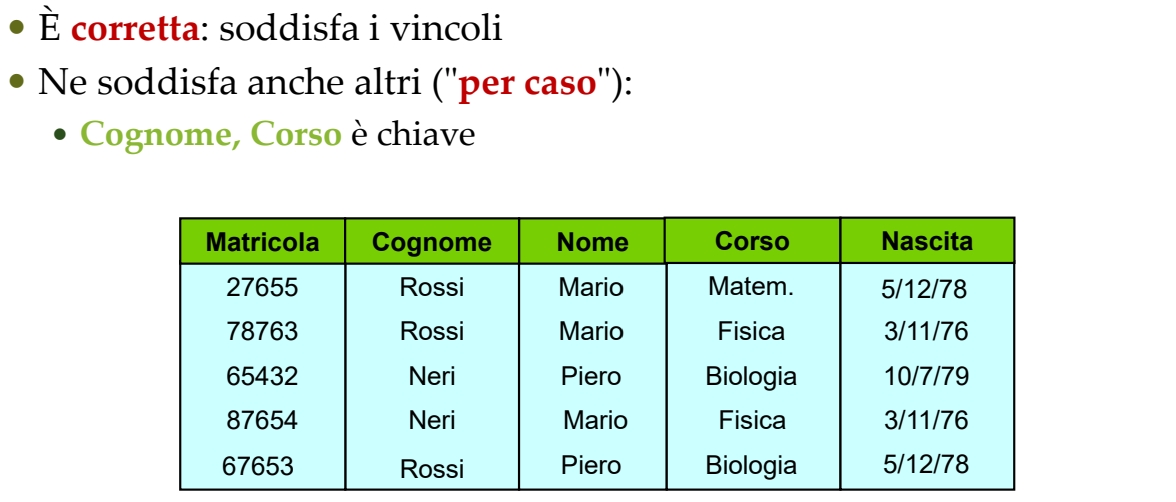 • È corretta: soddisfa i vincoli
• Ne soddisfa anche altri ("per caso"):
• Cognome, Corso è chiave
Matricola Cognome Nome Corso Nascita
27655 Rossi Mario Matem. 5/12/78
78763 Rossi Mario Fisica 3/11/76
65432 Neri Piero Biologia 10/7/79
87654 Neri Mario Fisica 3/11/76
67653 Rossi Piero Biologia 5/12/78